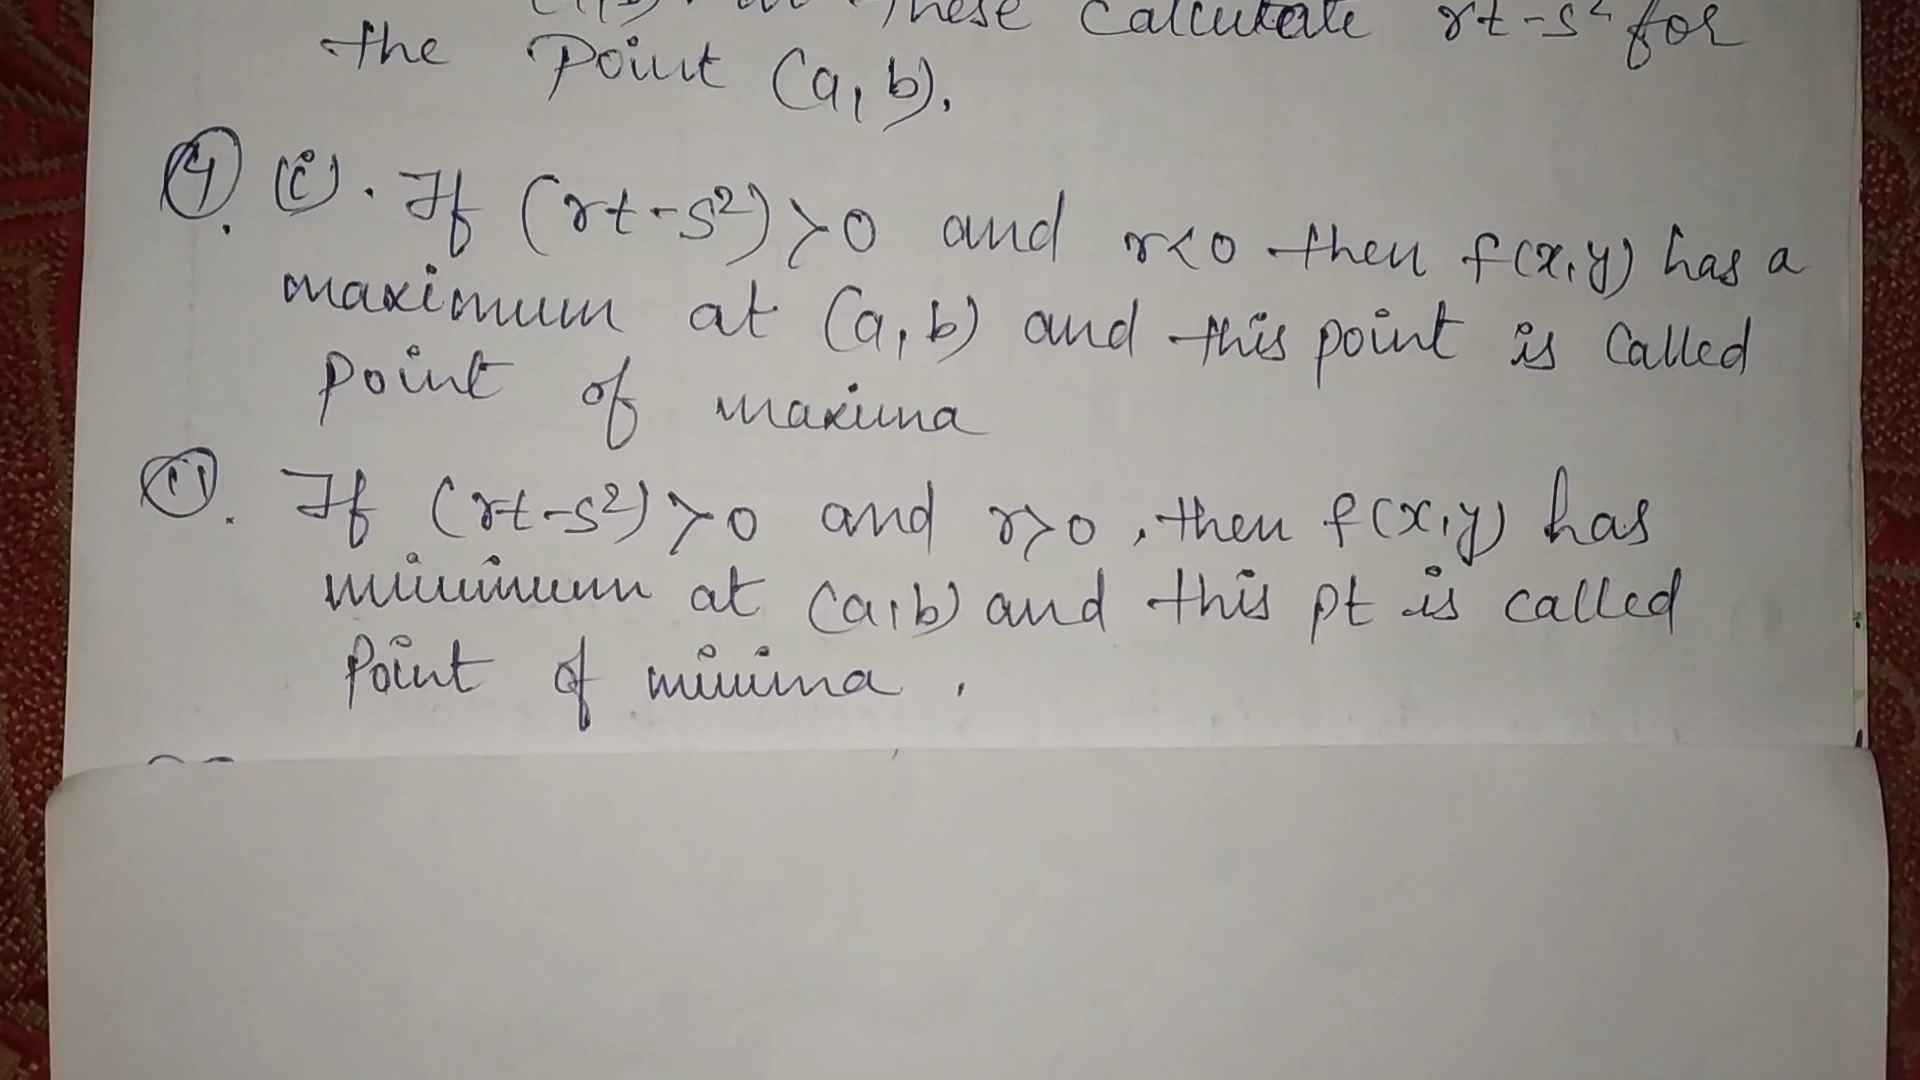 these Calculate rt-s² for
the Point (a, b).
④. (i). If (rt-s²)>0 and r<0 then f(x,y) has a
maximum at (a, b) and this point is Called
point of maxima
(ii). If (rt-s²)>0 and r>0, then f(x,y) has
minimum at (a,b) and this pt is called
Point of minima.